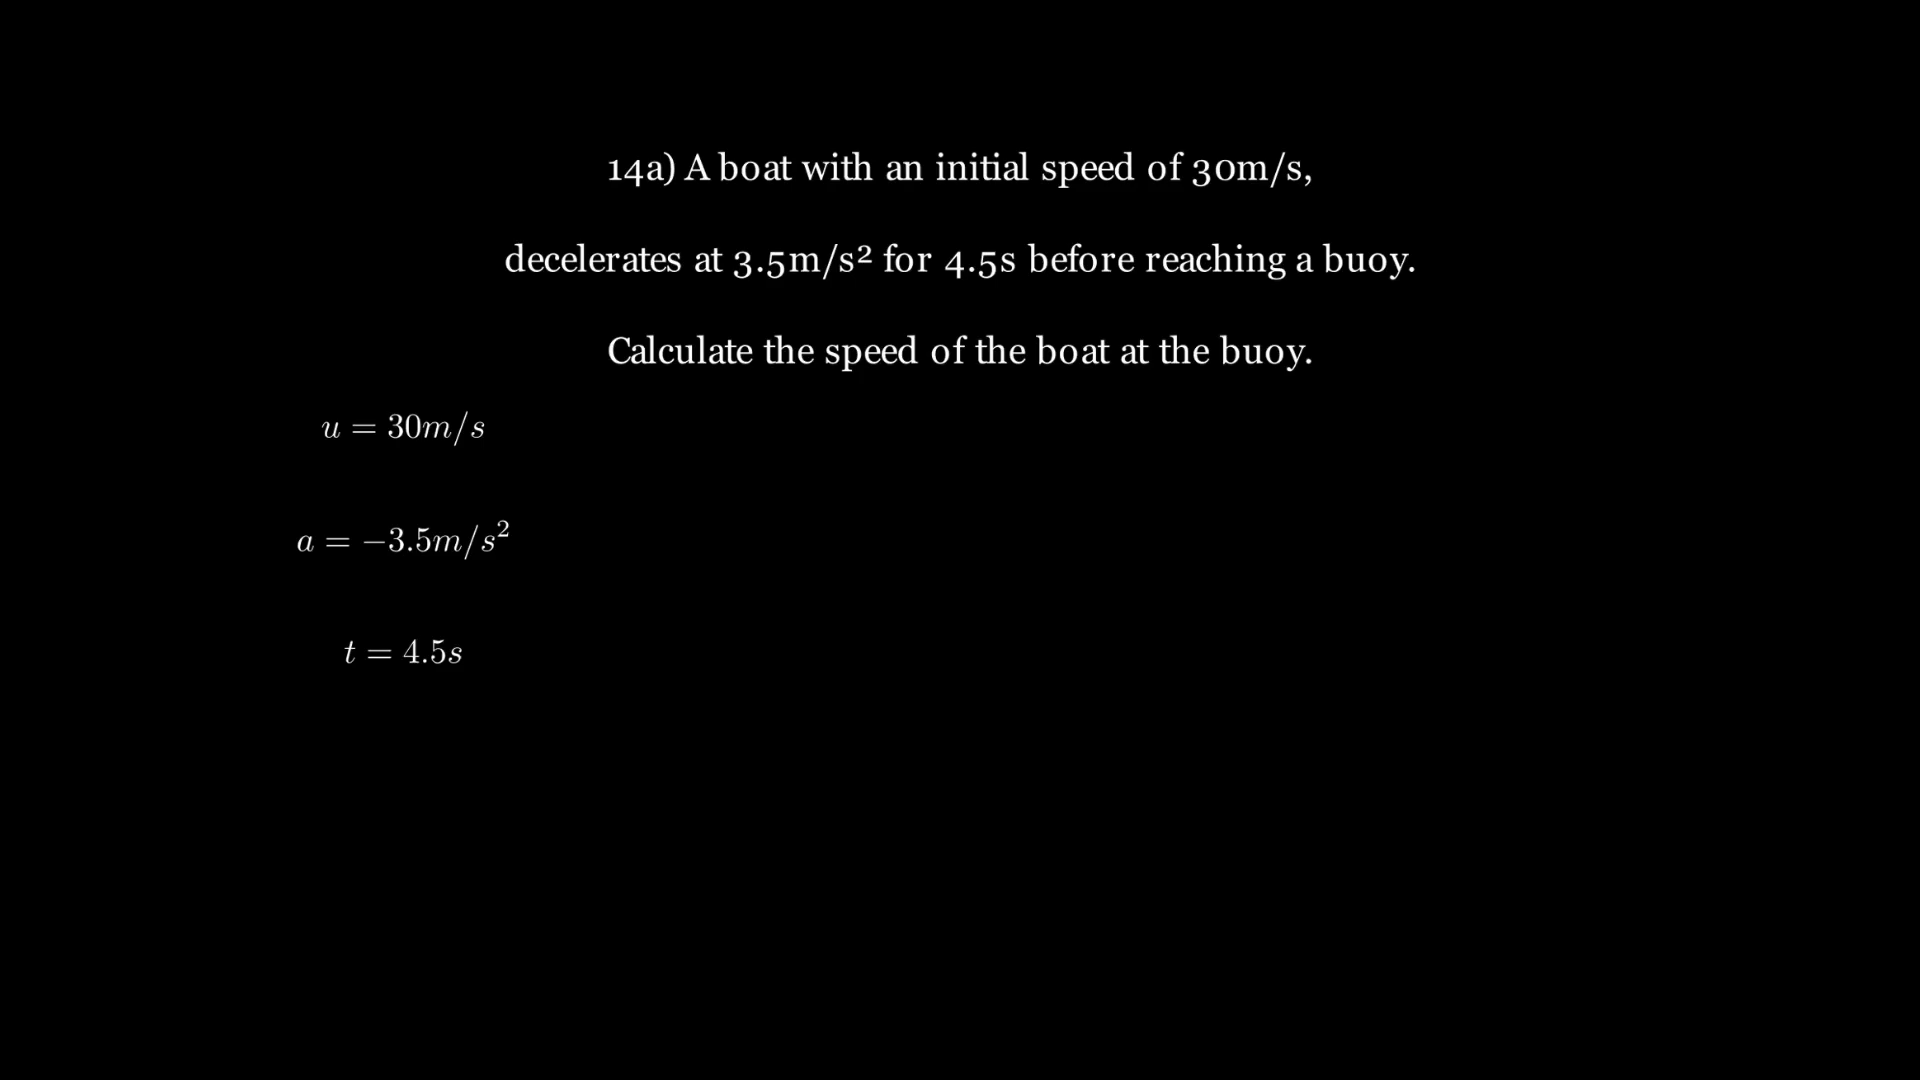 14a) A boat with an initial speed of 30m/s,
decelerates at 3.5m/s² for 4.5s before reaching a buoy.
Calculate the speed of the boat at the buoy.
u = 30m/s
a = −3.5m/s²
t = 4.5s